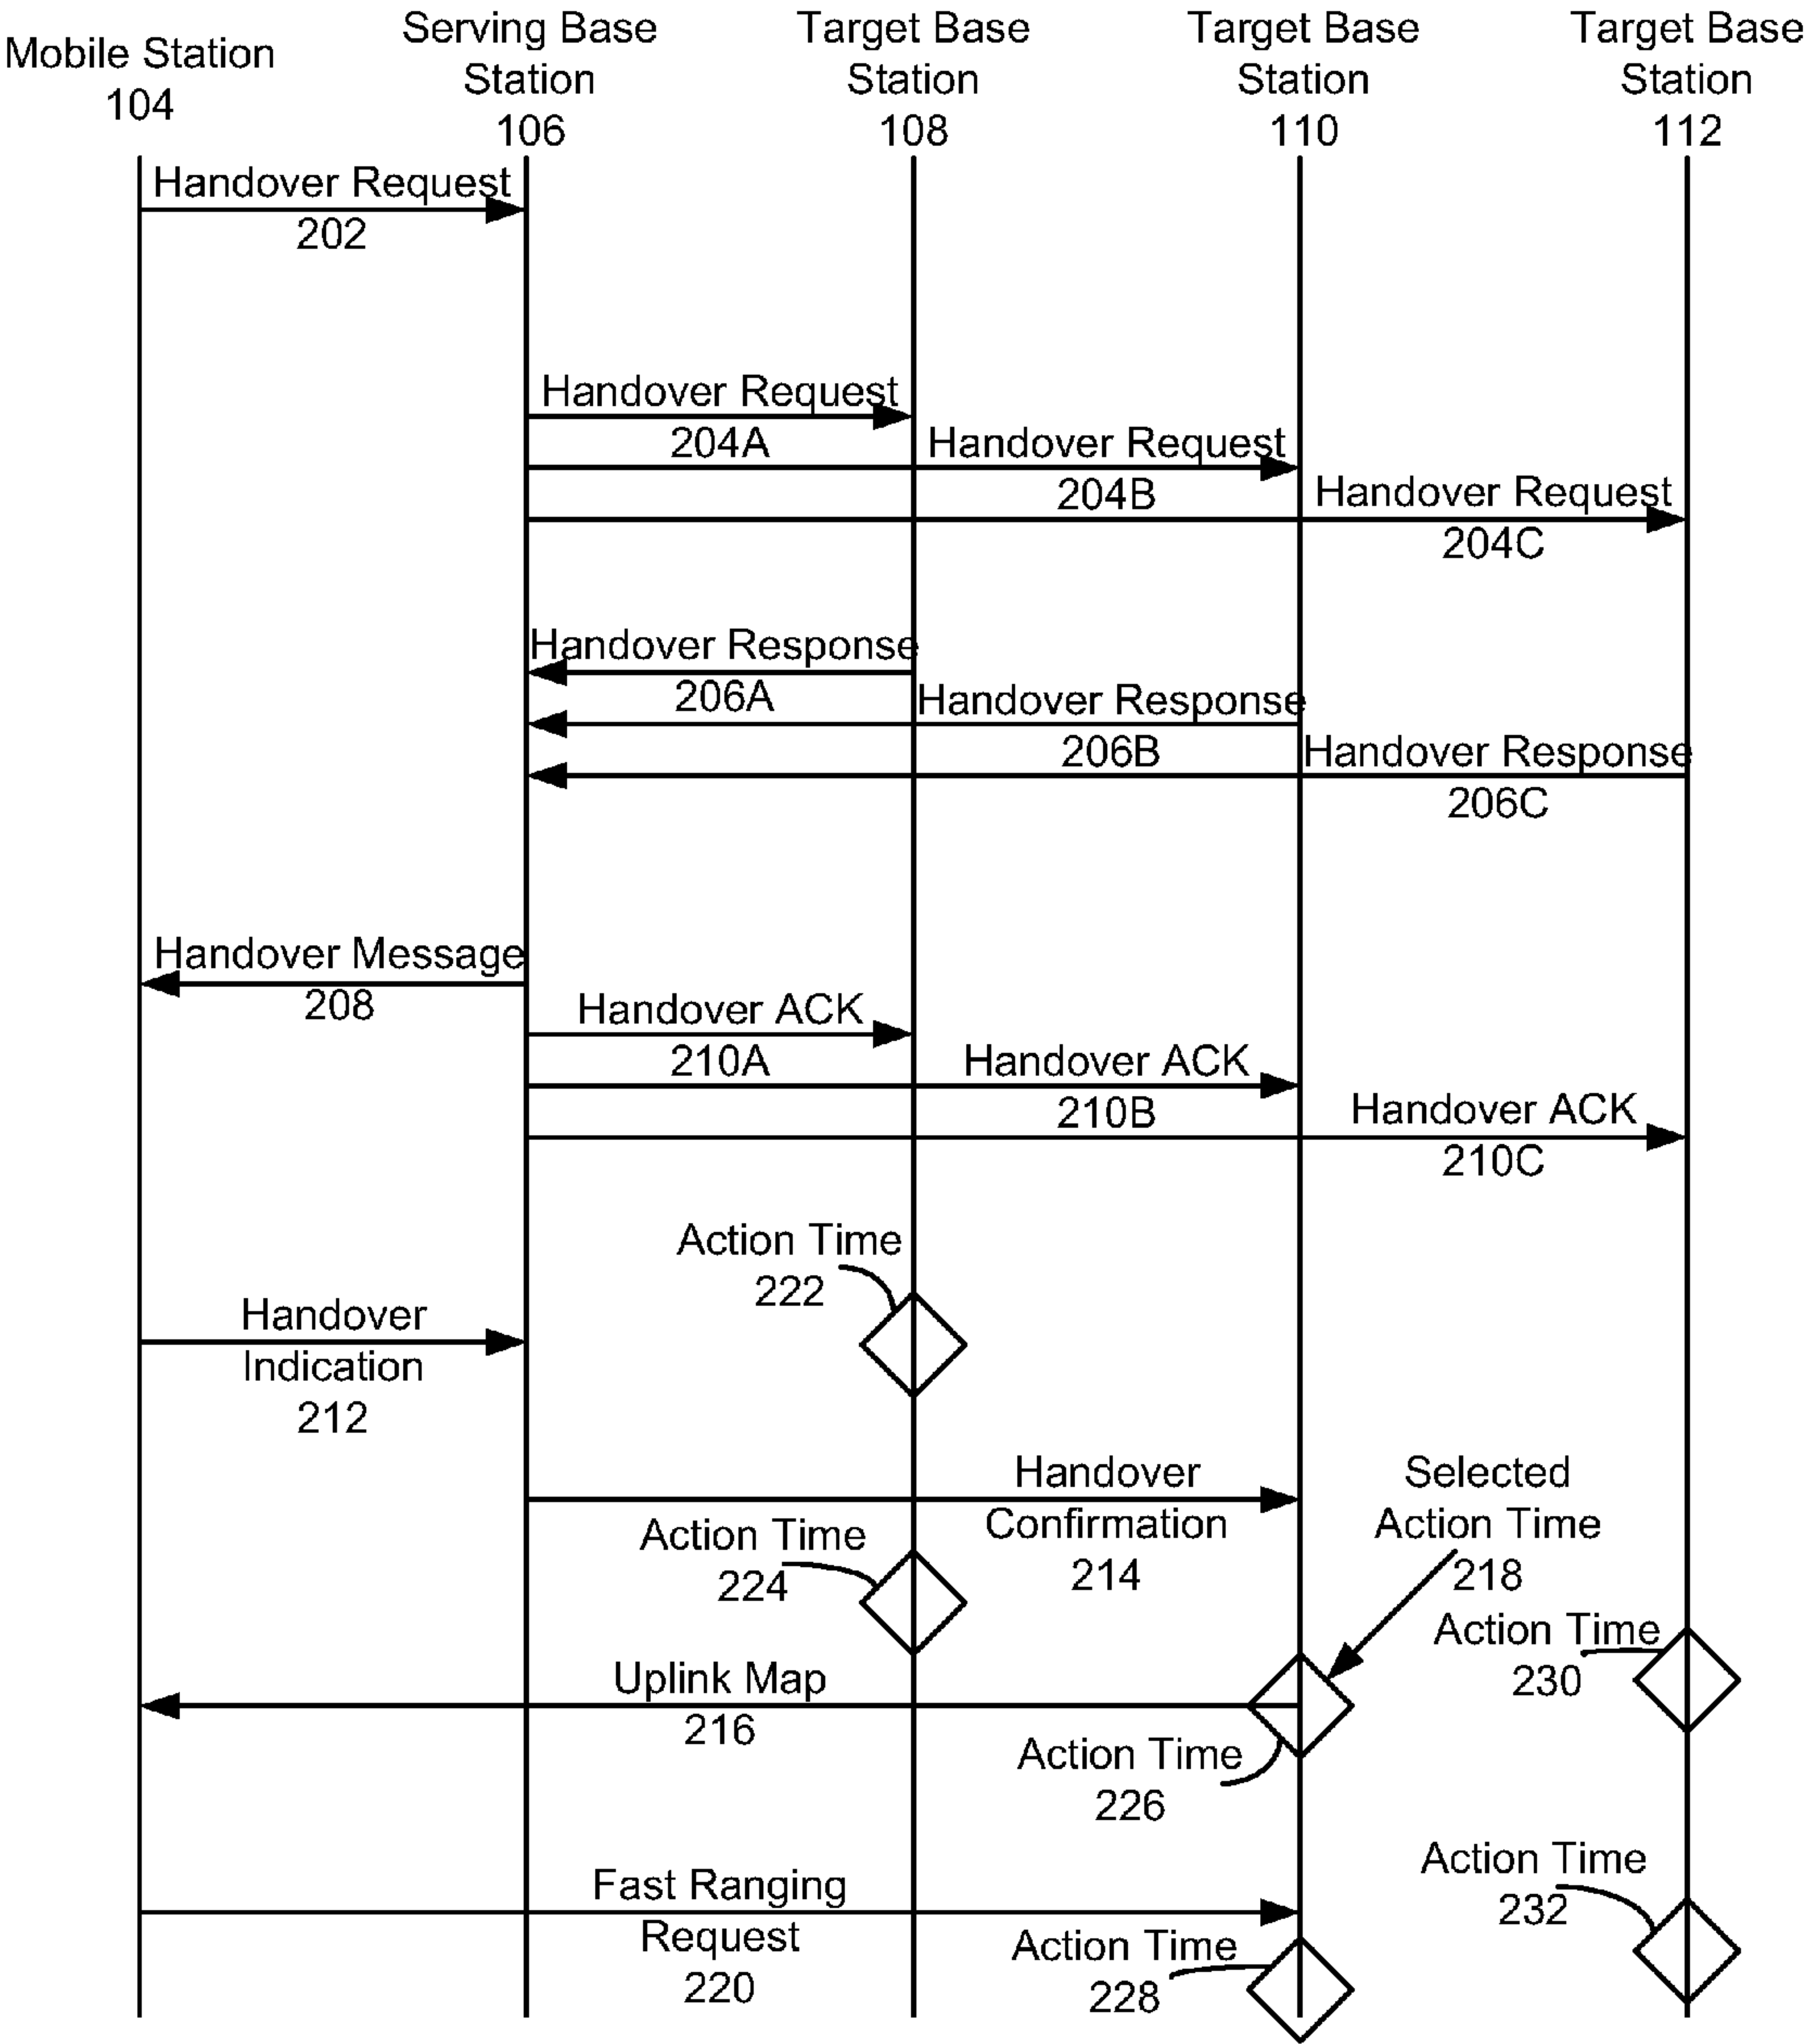 Mobile Station
104
Serving Base
Station
106
Target Base
Station
108
Target Base
Station
110
Target Base
Station
112
Handover Request
202
Handover Request
204A
Handover Request
204B
Handover Request
204C
Handover Response
206A
Handover Response
206B
Handover Response
206C
Handover Message
208
Handover ACK
210A
Handover ACK
210B
Handover ACK
210C
Action Time
222
Handover
Indication
212
Handover
Confirmation
214
Selected
Action Time
218
Action Time
224
Action Time
230
Uplink Map
216
Action Time
226
Action Time
232
Fast Ranging
Request
220
Action Time
228